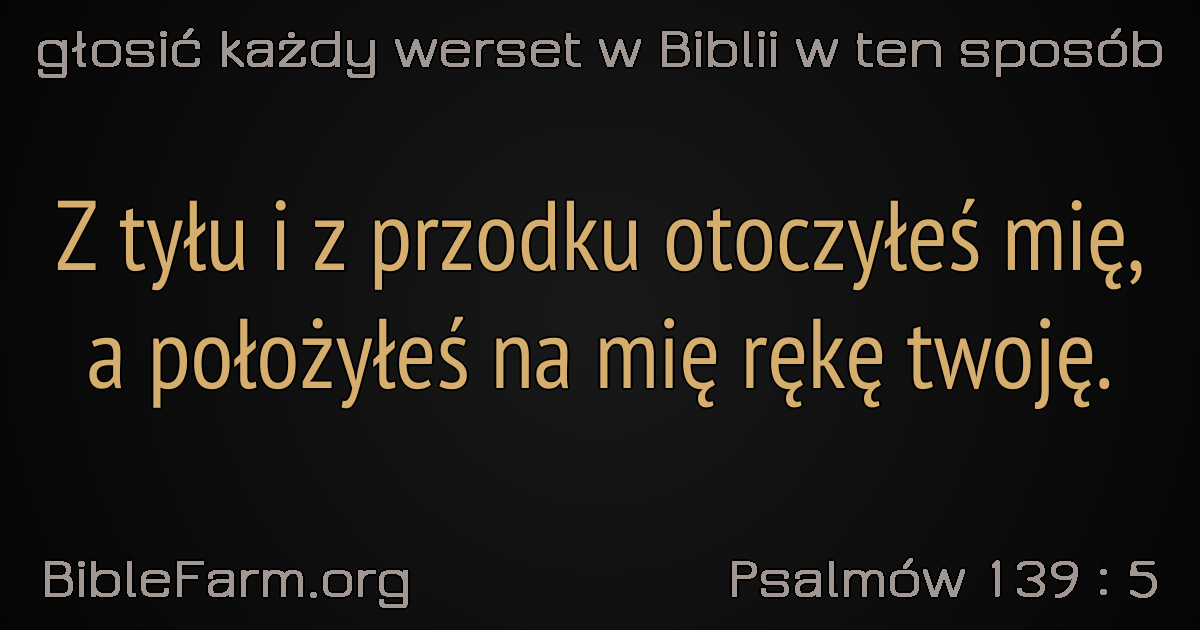 głosić każdy werset w Biblii w ten sposób
Z tyłu i z przodku otoczyłeś mię,
a położyłeś na mię rękę twoję.
BibleFarm.org
Psalmów 139 : 5